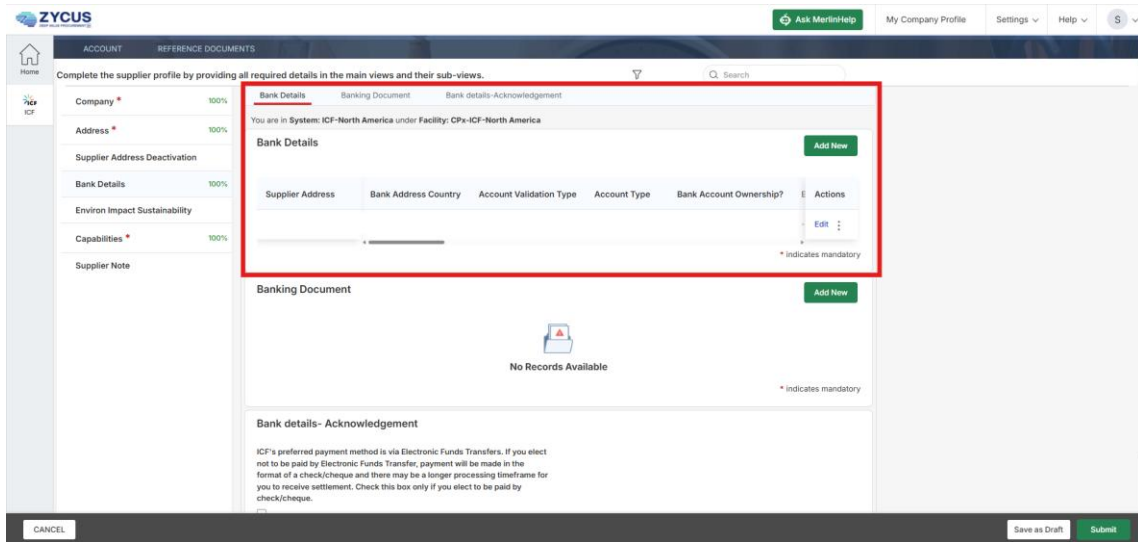 ZYCUS
Ask MerlinHelp
My Company Profile
Settings
Help
S
ACCOUNT
REFERENCE DOCUMENTS
Home
ICF
ICF
Complete the supplier profile by providing all required details in the main views and their sub-views.
Search
Company * 100%
Address * 100%
Supplier Address Deactivation
Bank Details 100%
Environ Impact Sustainability
Capabilities * 100%
Supplier Note
Bank Details
Banking Document
Bank details-Acknowledgement
You are in System: ICF-North America under Facility: CPx-ICF-North America
Bank Details
Add New
Supplier Address
Bank Address Country
Account Validation Type
Account Type
Bank Account Ownership?
Actions
Edit
* indicates mandatory
Banking Document
Add New
No Records Available
* indicates mandatory
Bank details- Acknowledgement
ICF's preferred payment method is via Electronic Funds Transfers. If you elect
not to be paid by Electronic Funds Transfer, payment will be made in the
format of a check/cheque and there may be a longer processing timeframe for
you to receive settlement. Check this box only if you elect to be paid by
check/cheque.
CANCEL
Save as Draft
Submit